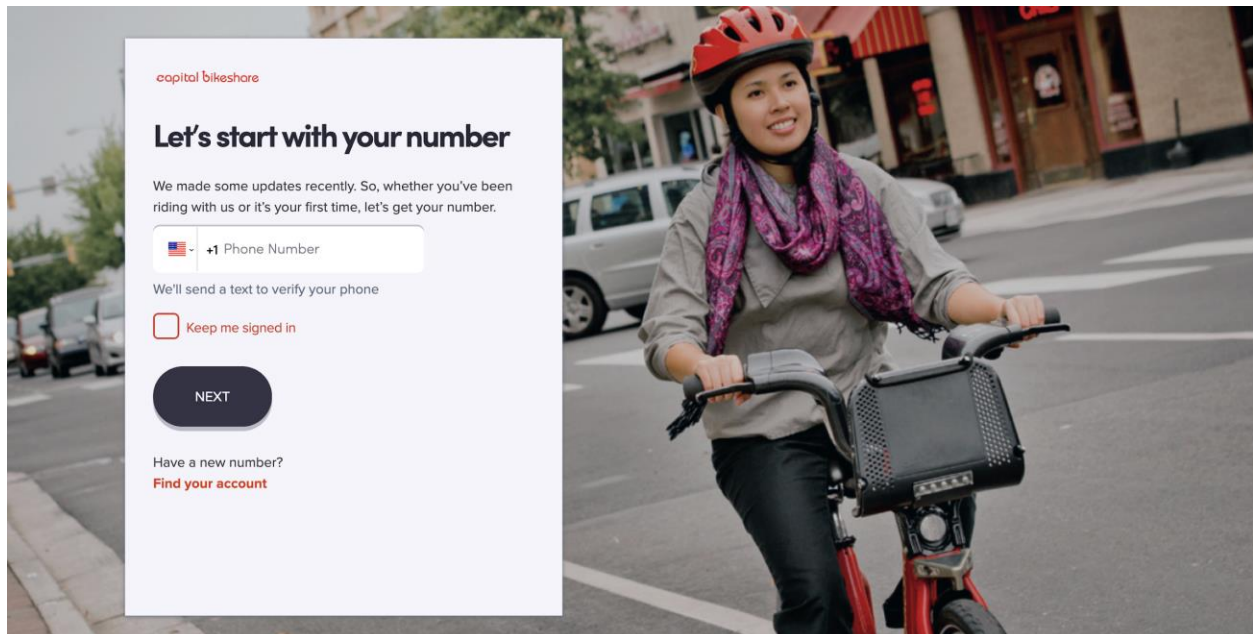 capital bikeshare
Let's start with your number
We made some updates recently. So, whether you've been
riding with us or it's your first time, let's get your number.
+1 Phone Number
We'll send a text to verify your phone
Keep me signed in
NEXT
Have a new number?
Find your account